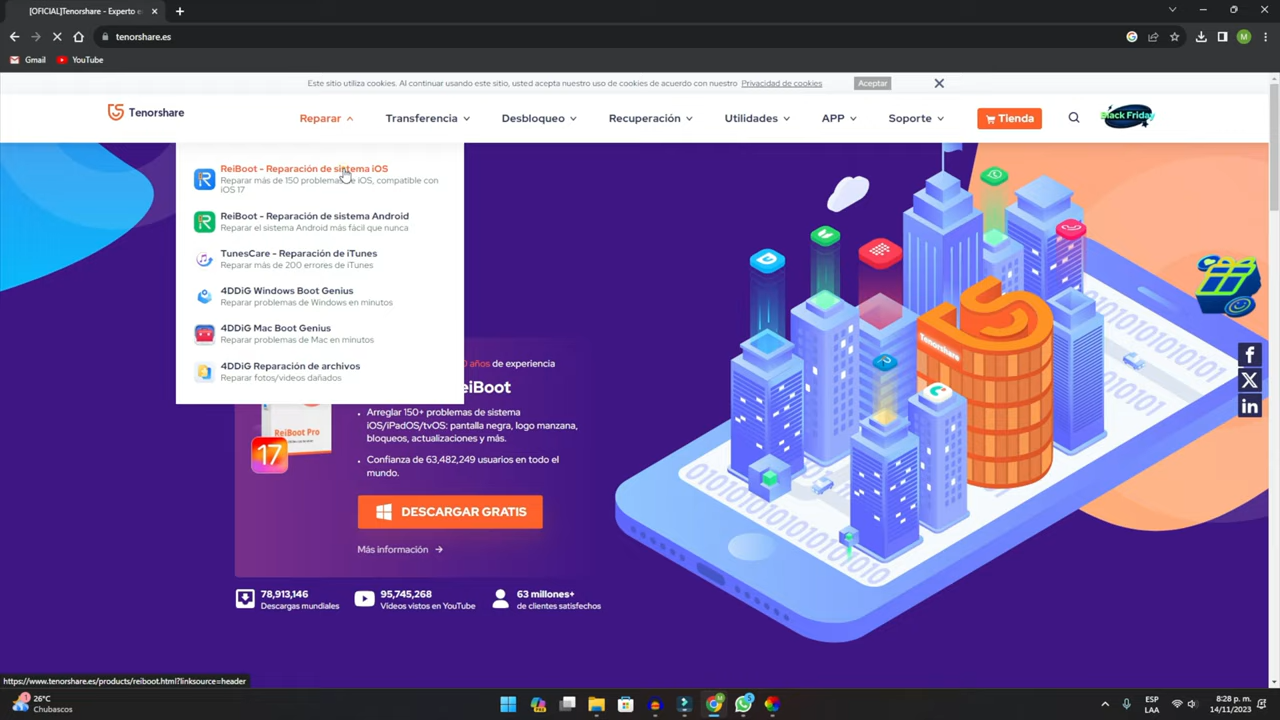 [OFICIAL]Tenorshare - Experto e
tenorshare.es
M
Gmail
YouTube
Este sitio utiliza cookies. Al continuar usando este sitio, usted acepta nuestro uso de cookies de acuerdo con nuestro Privacidad de cookies
Aceptar
Tenorshare
Reparar
Transferencia
Desbloqueo
Recuperación
Utilidades
APP
Soporte
Tienda
Black Friday
ReiBoot - Reparación de sistema iOS
Reparar más de 150 problemas de iOS, compatible con
iOS 17
ReiBoot - Reparación de sistema Android
Reparar el sistema Android más fácil que nunca
TunesCare - Reparación de iTunes
Reparar más de 200 errores de iTunes
4DDiG Windows Boot Genius
Reparar problemas de Windows en minutos
4DDiG Mac Boot Genius
Reparar problemas de Mac en minutos
4DDiG Reparación de archivos
Reparar fotos/videos dañados
años de experiencia
eiBoot
ReiBoot Pro
17
• Arreglar 150+ problemas de sistema
iOS/iPadOS/tvOS: pantalla negra, logo manzana,
bloqueos, actualizaciones y más.
• Confianza de 63,482,249 usuarios en todo el
mundo.
DESCARGAR GRATIS
Más información
78,913,146
Descargas mundiales
95,745,268
Vídeos vistos en YouTube
63 millones+
de clientes satisfechos
Tenorshare
https://www.tenorshare.es/products/reiboot.html?linksource=header
26°C
Chubascos
ESP
LAA
8:28 p. m.
14/11/2023